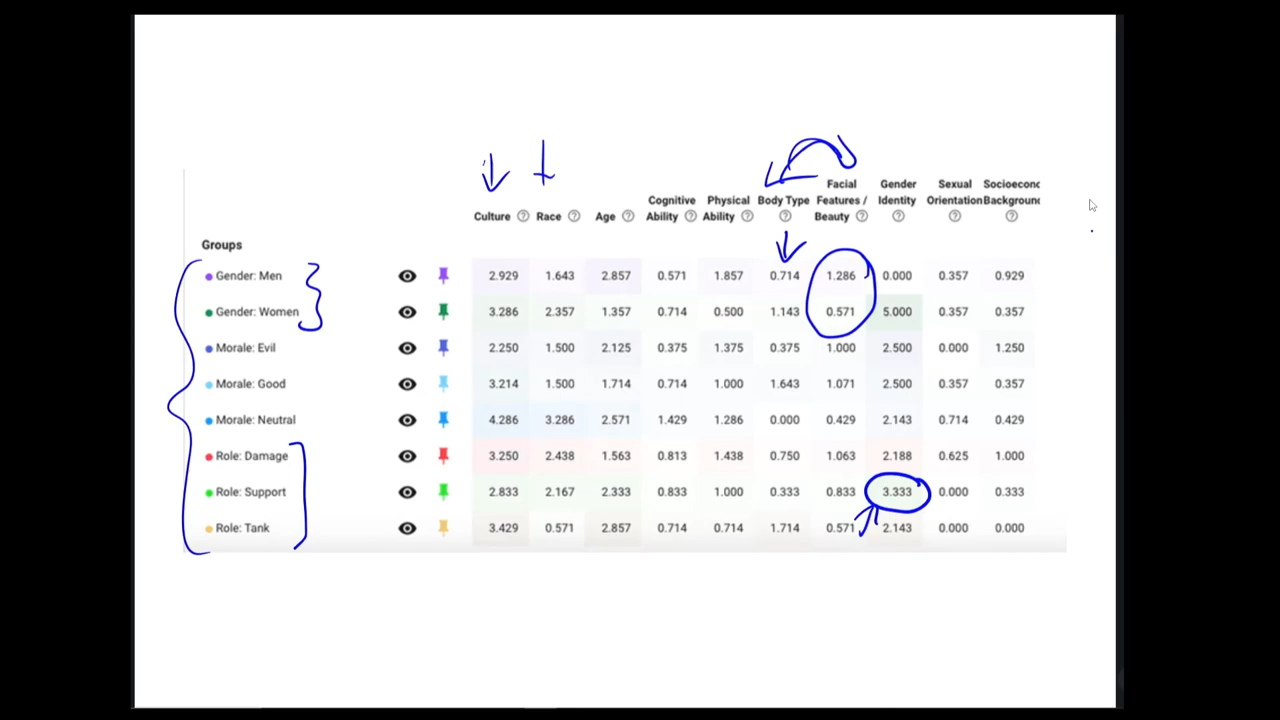 Facial Gender Sexual Socioecono
Cognitive Physical Body Type Features / Identity Orientation Background
Culture Race Age Ability Ability Beauty
Groups
Gender: Men 2.929 1.643 2.857 0.571 1.857 0.714 1.286 0.000 0.357 0.929
Gender: Women 3.286 2.357 1.357 0.714 0.500 1.143 0.571 5.000 0.357 0.357
Morale: Evil 2.250 1.500 2.125 0.375 1.375 0.375 1.000 2.500 0.000 1.250
Morale: Good 3.214 1.500 1.714 0.714 1.000 1.643 1.071 2.500 0.357 0.357
Morale: Neutral 4.286 3.286 2.571 1.429 1.286 0.000 0.429 2.143 0.714 0.429
Role: Damage 3.250 2.438 1.563 0.813 1.438 0.750 1.063 2.188 0.625 1.000
Role: Support 2.833 2.167 2.333 0.833 1.000 0.333 0.833 3.333 0.000 0.333
Role: Tank 3.429 0.571 2.857 0.714 0.714 1.714 0.571 2.143 0.000 0.000